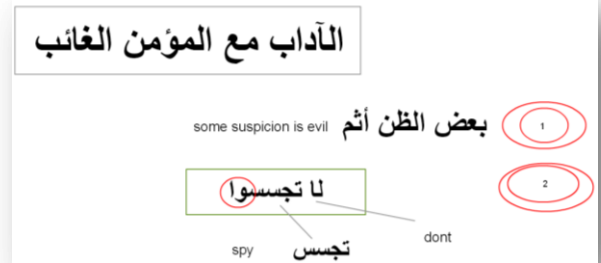 الآداب مع المؤمن الغائب
1 بعض الظن أثم some suspicion is evil
2 لا تجسسوا
dont
تجسس spy